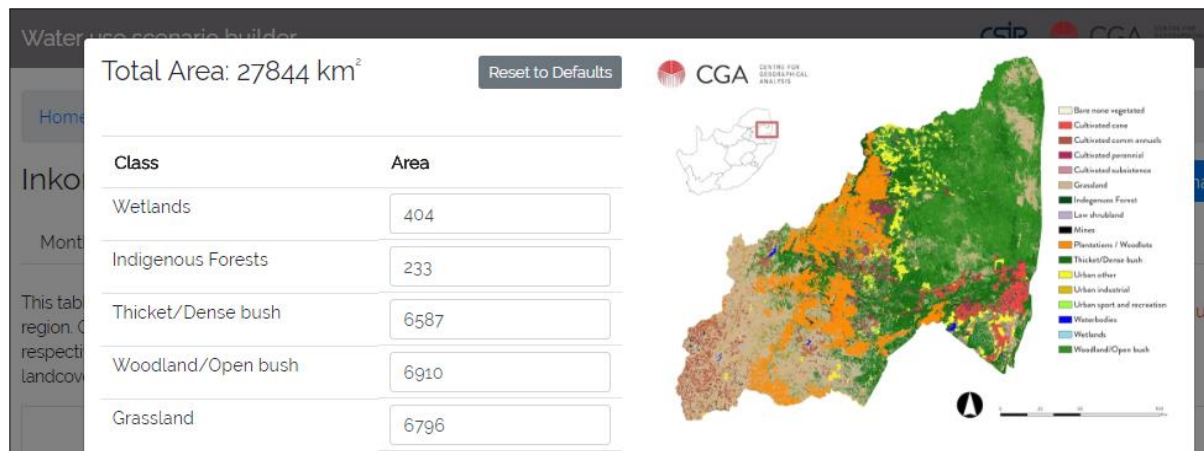 Water use scenario builder
CSIR
CGA
Home
Inko
Mont
This tab
region. C
respecti
landcov
Total Area: 27844 km²
Reset to Defaults
Class Area
Wetlands 404
Indigenous Forests 233
Thicket/Dense bush 6587
Woodland/Open bush 6910
Grassland 6796
CGA CENTRE FOR
GEOGRAPHICAL
ANALYSIS
Bare none vegetated
Cultivated cane
Cultivated comm annuals
Cultivated perennial
Cultivated subsistence
Grassland
Indegenous Forest
Low shrubland
Mines
Plantations / Woodlots
Thicket/Dense bush
Urban other
Urban industrial
Urban sport and recreation
Waterbodies
Wetlands
Woodland/Open bush